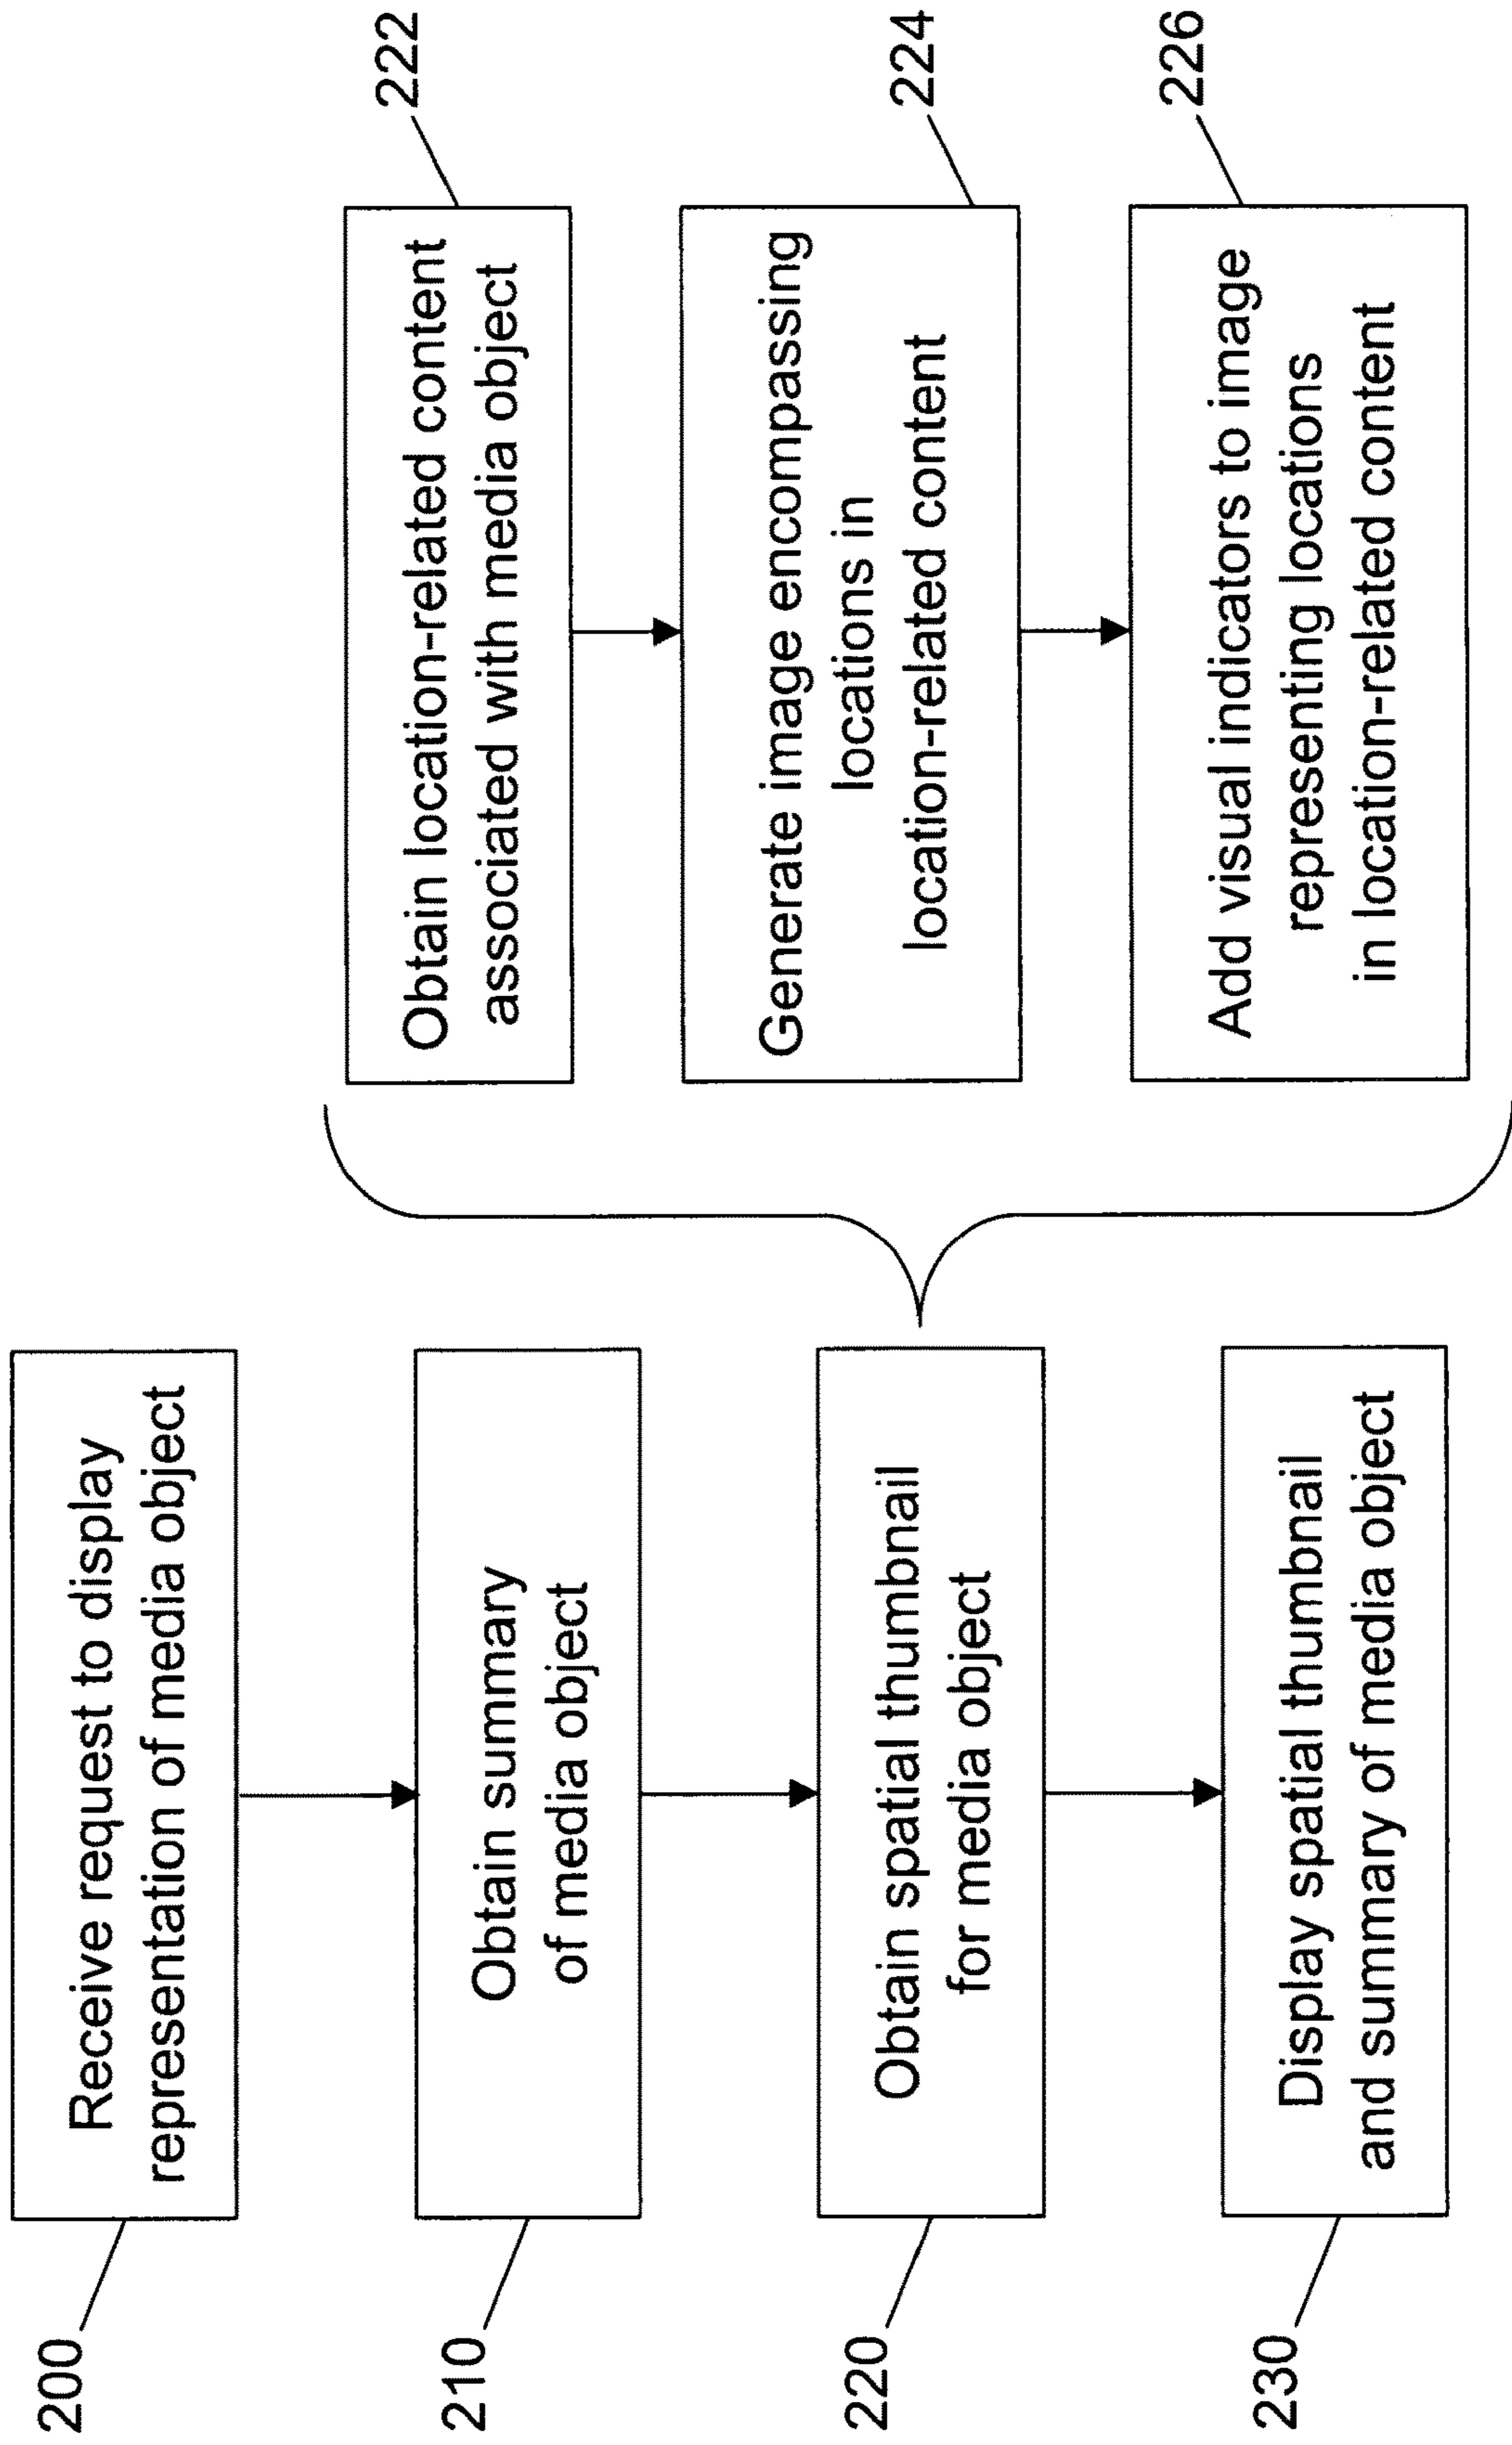 200
Receive request to display
representation of media object
210
Obtain summary
of media object
220
Obtain spatial thumbnail
for media object
230
Display spatial thumbnail
and summary of media object
Obtain location-related content
associated with media object
222
Generate image encompassing
locations in
location-related content
224
Add visual indicators to image
representing locations
in location-related content
226